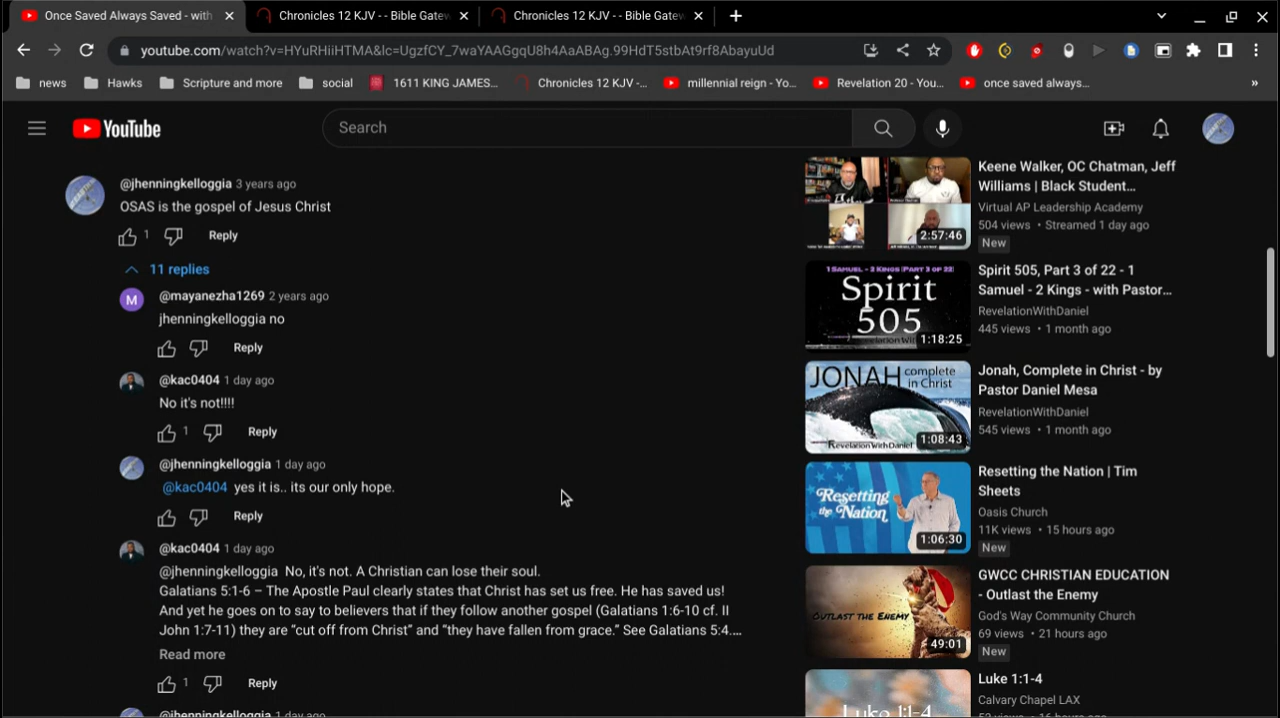 Once Saved Always Saved - with
Chronicles 12 KJV - - Bible Gatew
Chronicles 12 KJV - - Bible Gatew
youtube.com/watch?v=HYuRHiiHTMA&lc=UgzfCY_7waYAAGgqU8h4AaABAg.99HdT5stbAt9rf8AbayuUd
news
Hawks
Scripture and more
social
1611 KING JAMES...
Chronicles 12 KJV -...
millennial reign - Yo...
Revelation 20 - You...
once saved always...
»
YouTube
Search
@jhenningkelloggia 3 years ago
OSAS is the gospel of Jesus Christ
1
Reply
11 replies
M
@mayanezha1269 2 years ago
jhenningkelloggia no
Reply
@kac0404 1 day ago
No it's not!!!!
1
Reply
@jhenningkelloggia 1 day ago
@kac0404 yes it is.. its our only hope.
Reply
@kac0404 1 day ago
@jhenningkelloggia No, it's not. A Christian can lose their soul.
Galatians 5:1-6 – The Apostle Paul clearly states that Christ has set us free. He has saved us!
And yet he goes on to say to believers that if they follow another gospel (Galatians 1:6-10 cf. II
John 1:7-11) they are “cut off from Christ” and “they have fallen from grace.” See Galatians 5:4....
Read more
1
Reply
@jhenningkelloggia 1 day ago
2:57:46
Keene Walker, OC Chatman, Jeff
Williams | Black Student...
Virtual AP Leadership Academy
504 views • Streamed 1 day ago
New
1 SAMUEL - 2 KINGS (PART 3 OF 22)
Spirit
505
RevelationWithDaniel
1:18:25
Spirit 505, Part 3 of 22 - 1
Samuel - 2 Kings - with Pastor...
RevelationWithDaniel
445 views • 1 month ago
JONAH complete
in Christ
RevelationWithDaniel
1:08:43
Jonah, Complete in Christ - by
Pastor Daniel Mesa
RevelationWithDaniel
545 views • 1 month ago
Resetting
the Nation
1:06:30
Resetting the Nation | Tim
Sheets
Oasis Church
11K views • 15 hours ago
New
OUTLAST THE ENEMY
49:01
GWCC CHRISTIAN EDUCATION
- Outlast the Enemy
God's Way Community Church
69 views • 21 hours ago
New
Luke 1:1-4
Luke 1:1-4
Calvary Chapel LAX